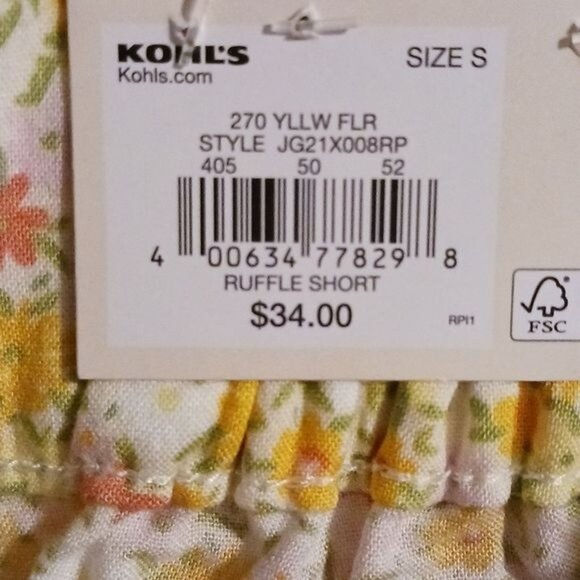 KOHL'S SIZE S
Kohls.com
270 YLLW FLR
STYLE JG21X008RP
405 50 52
4 00634 77829 8
RUFFLE SHORT
$34.00
RPI1
FSC